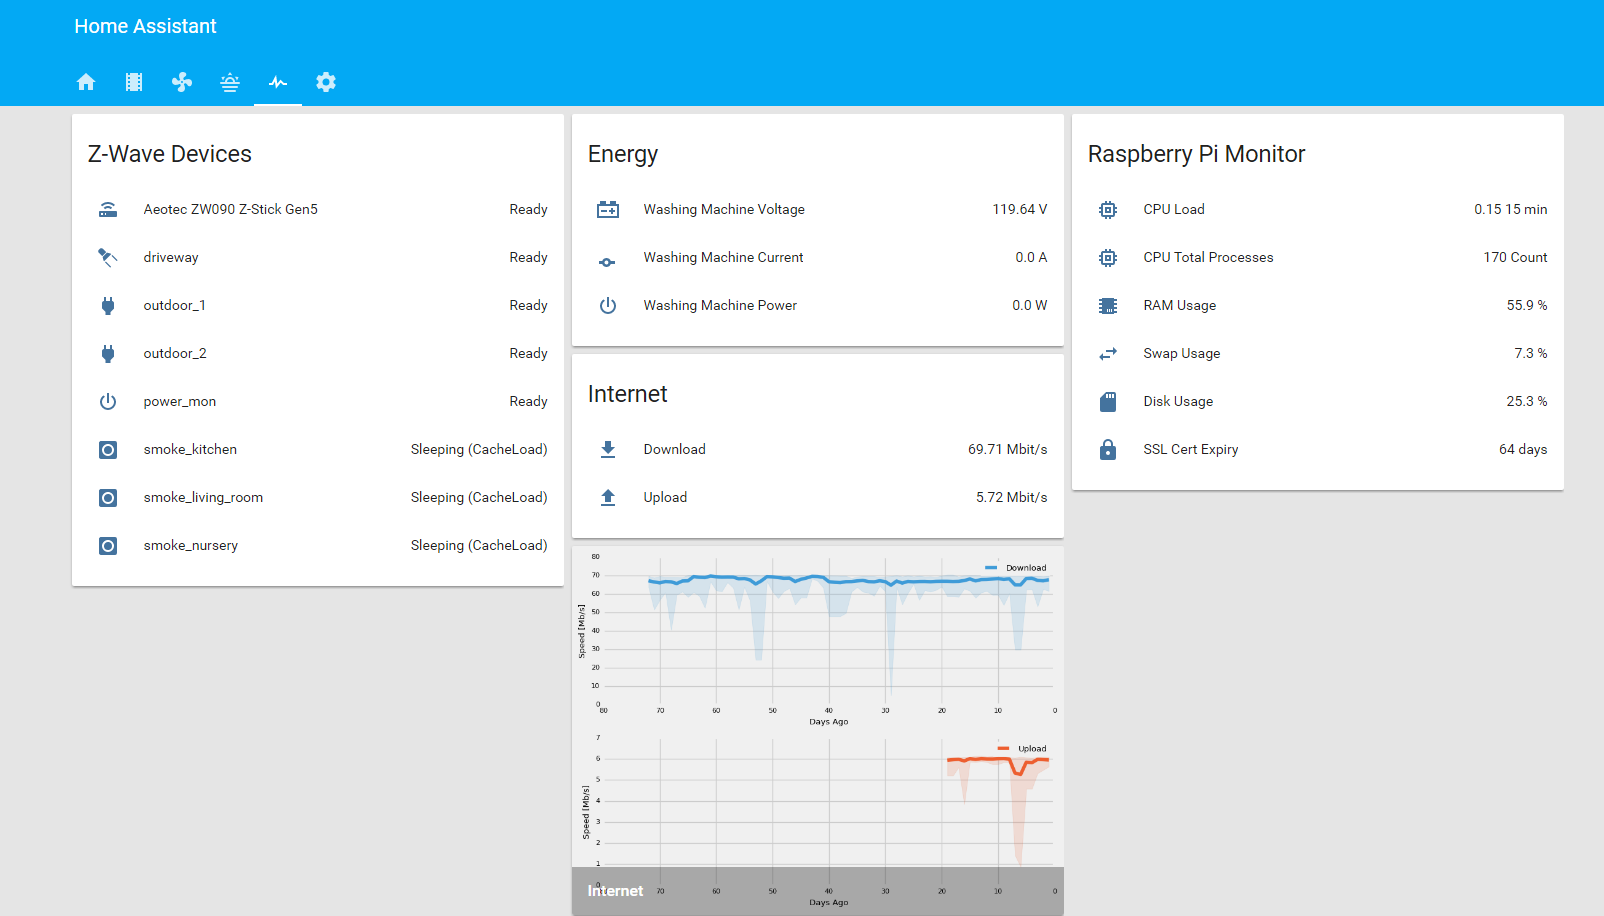 Home Assistant
Z-Wave Devices
Aeotec ZW090 Z-Stick Gen5 Ready
driveway Ready
outdoor_1 Ready
outdoor_2 Ready
power_mon Ready
smoke_kitchen Sleeping (CacheLoad)
smoke_living_room Sleeping (CacheLoad)
smoke_nursery Sleeping (CacheLoad)
Energy
Washing Machine Voltage 119.64 V
Washing Machine Current 0.0 A
Washing Machine Power 0.0 W
Internet
Download 69.71 Mbit/s
Upload 5.72 Mbit/s
80
Download
70
60
50
40
30
20
10
0
Speed [Mb/s]
80 70 60 50 40 30 20 10 0
Days Ago
7
Upload
6
5
4
3
2
1
0
Speed [Mb/s]
Internet
70 60 50 40 30 20 10 0
Days Ago
Raspberry Pi Monitor
CPU Load 0.15 15 min
CPU Total Processes 170 Count
RAM Usage 55.9 %
Swap Usage 7.3 %
Disk Usage 25.3 %
SSL Cert Expiry 64 days